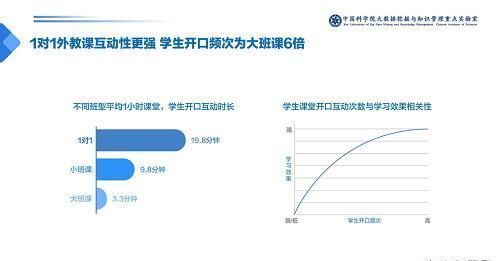 中国科学院大数据挖掘与知识管理重点实验室
Key Laboratory of Big Data Mining and Knowledge Management, Chinese Academy of Sciences
1对1外教课互动性更强 学生开口频次为大班课6倍
不同班型平均1小时课堂，学生开口互动时长
1对1 19.8分钟
小班课 9.8分钟
大班课 3.3分钟
学生课堂开口互动次数与学习效果相关性
强
学习效果
弱/低 学生开口频次 高